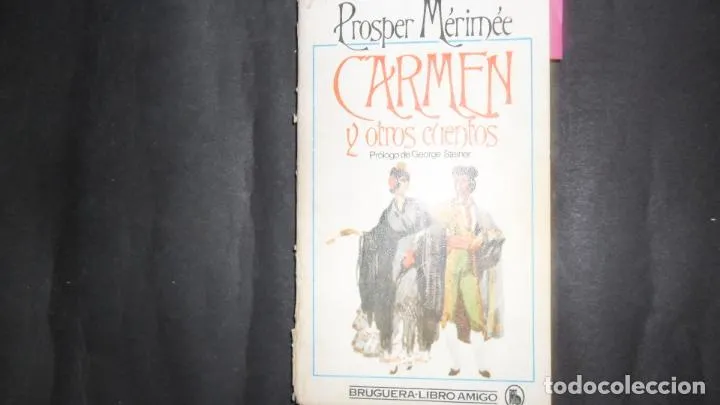 Prosper Mérimée
CARMEN
y otros cuentos
Prólogo de George Steiner
BRUGUERA-LIBRO AMIGO
todocoleccion